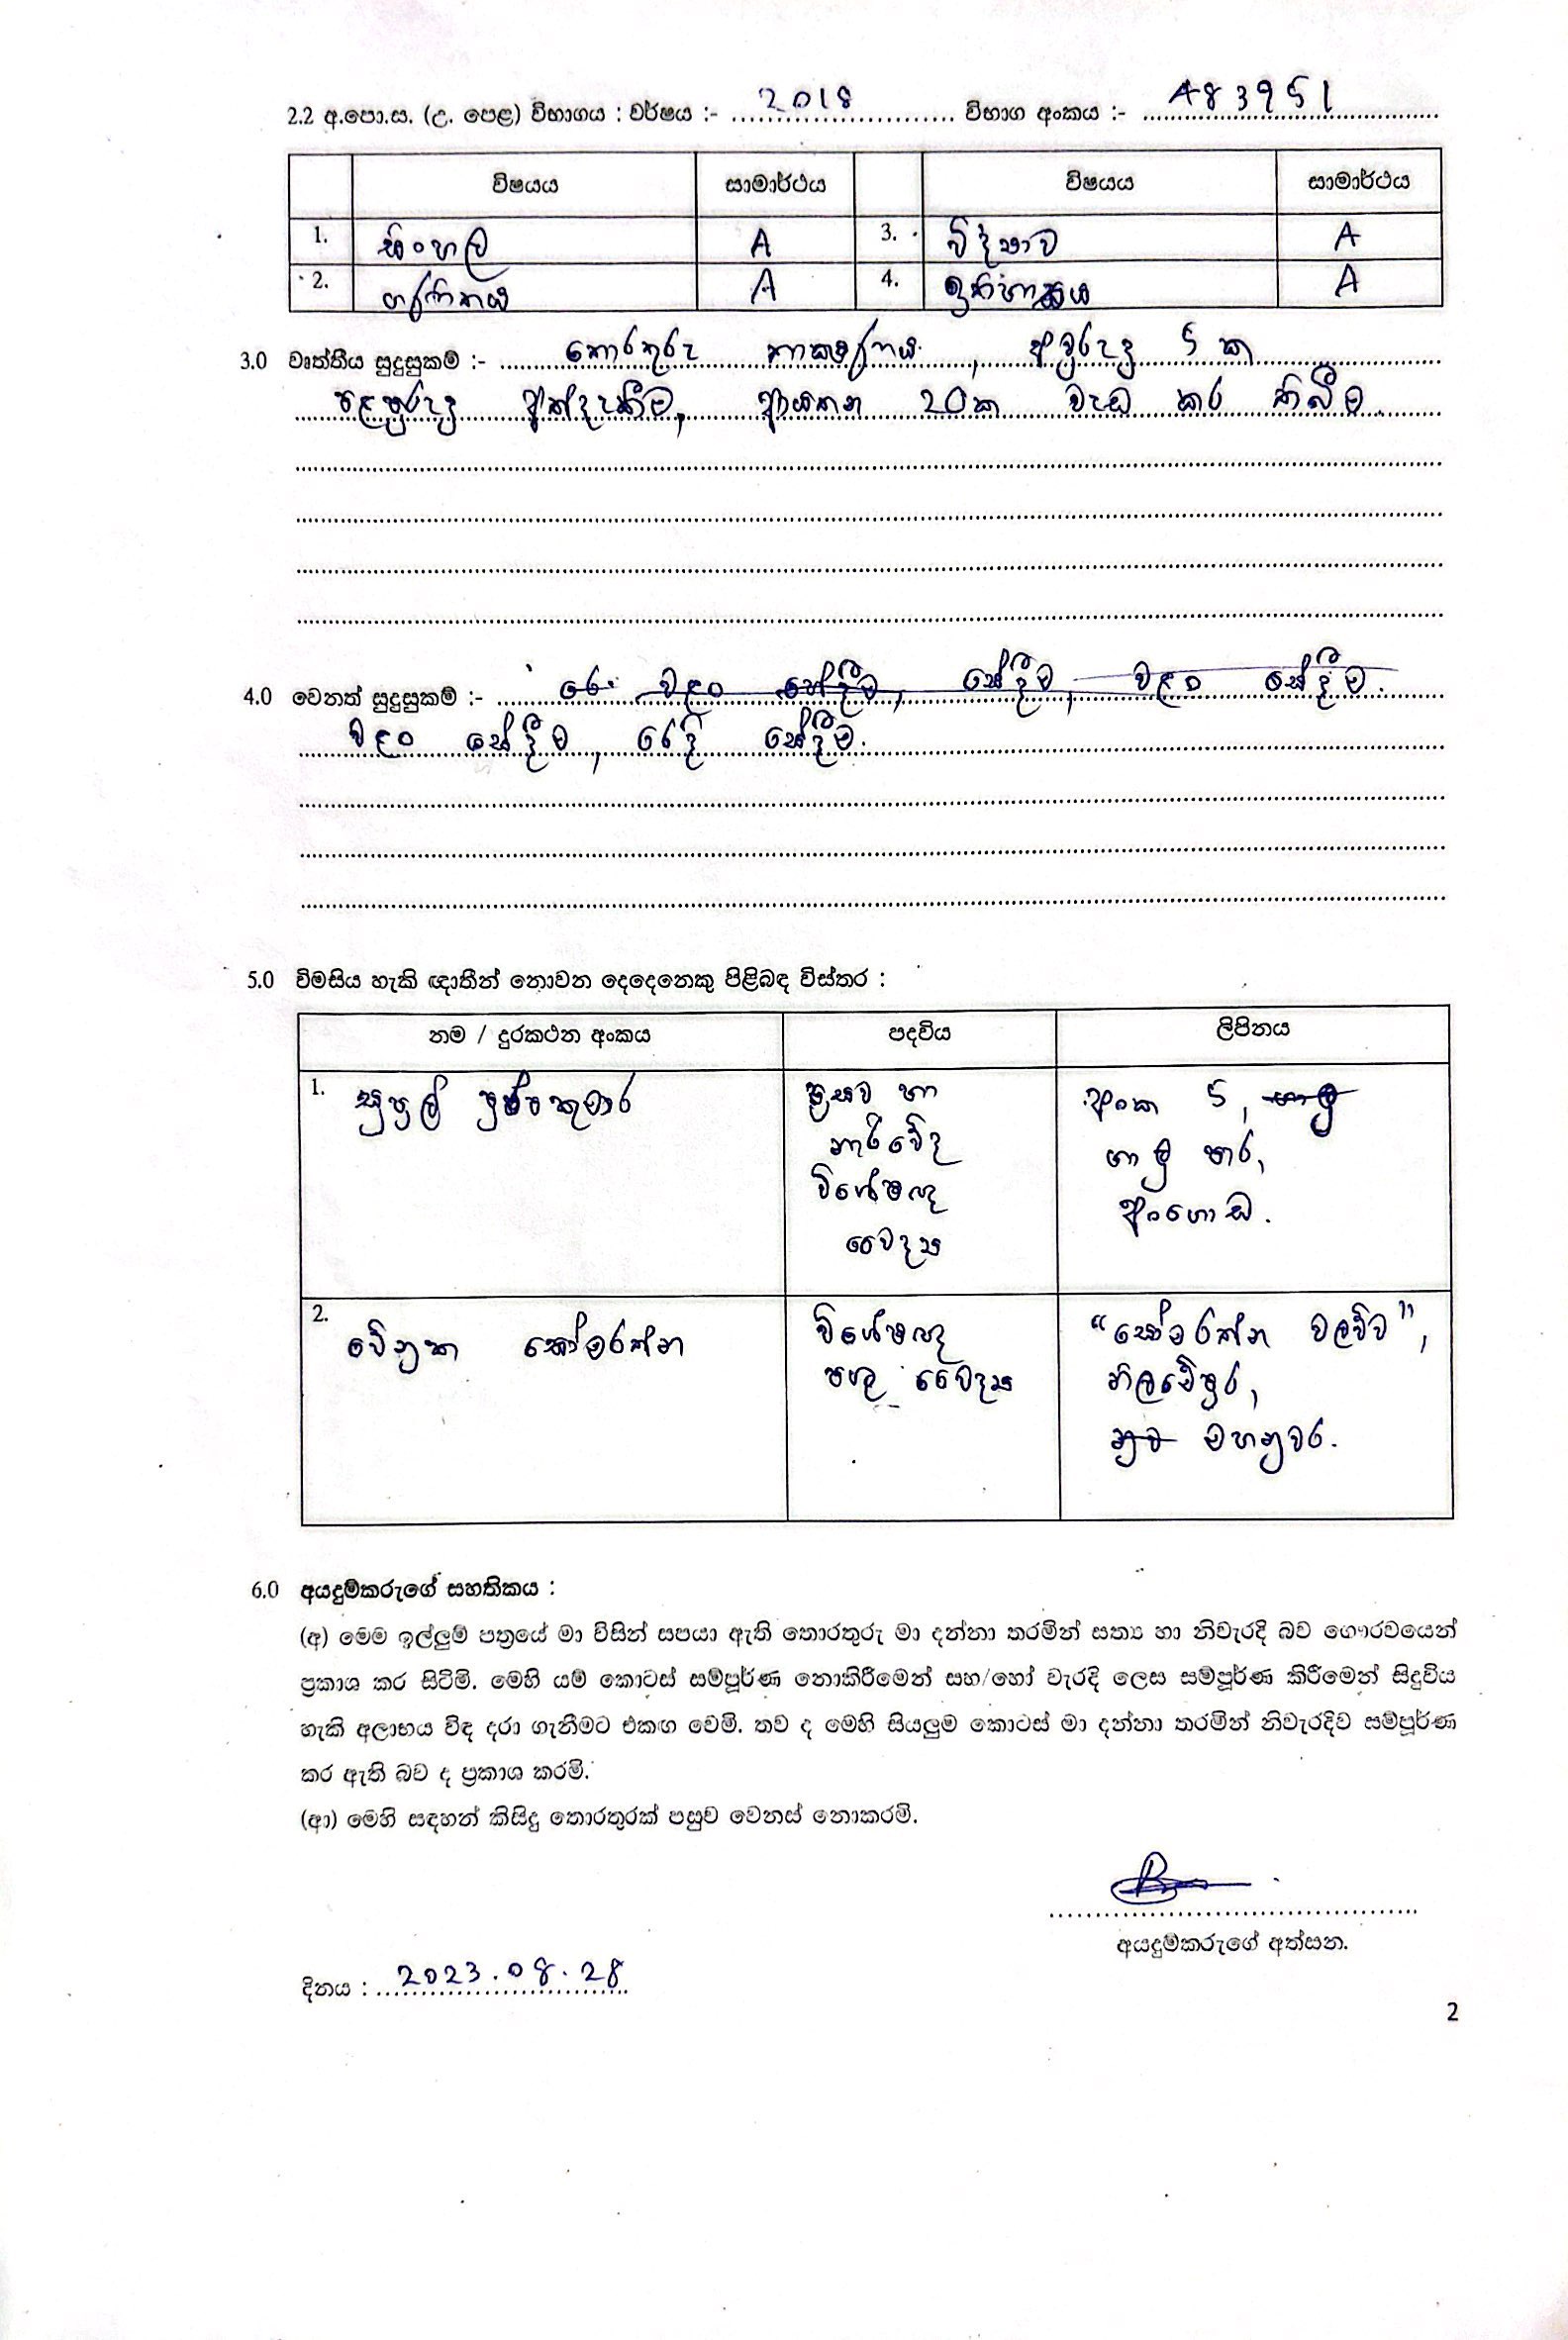 2.2 අ.පො.ස. (උ. පෙළ) විභාගය : වර්ෂය :- 2018 විභාග අංකය :- 483951
විෂයය සාමාර්ථය විෂයය සාමාර්ථය
1. සිංහල A 3. විද්‍යාව A
2. ගණිතය A 4. ඉතිහාසය A
3.0 වෘත්තීය සුදුසුකම් :- තොරතුරු තාක්ෂණය, අවුරුදු 5 ක
පළපුරුදු අත්දැකීම්, ආයතන 20ක වැඩ කර තිබීම.
4.0 වෙනත් සුදුසුකම් :- රෙ වළං සේදීම, සේදීම, වළං සේදීම.
වළං සේදීම, රෙදි සේදීම.
5.0 විමසිය හැකි ඥාතීන් නොවන දෙදෙනෙකු පිළිබඳ විස්තර :
නම / දුරකථන අංකය පදවිය ලිපිනය
1. සුපුල් පුෂ්පකුමාර ප්‍රසව හා අංක 5, ගාලු
නාරිවේද ගාලු පාර,
විශේෂඥ අංගොඩ.
වෛද්‍ය
2. වේනුක සෝමරත්න විශේෂඥ "සෝමරත්න වලව්ව",
පශු වෛද්‍ය තිලවේපුර,
නුව මහනුවර.
6.0 අයදුම්කරුගේ සහතිකය :
(අ) මෙම ඉල්ලුම් පත්‍රයේ මා විසින් සපයා ඇති තොරතුරු මා දන්නා තරමින් සත්‍ය හා නිවැරදි බව ගෞරවයෙන්
ප්‍රකාශ කර සිටිමි. මෙහි යම් කොටස් සම්පූර්ණ නොකිරීමෙන් සහ/හෝ වැරදි ලෙස සම්පූර්ණ කිරීමෙන් සිදුවිය
හැකි අලාභය විඳ දරා ගැනීමට එකඟ වෙමි. තව ද මෙහි සියලුම කොටස් මා දන්නා තරමින් නිවැරදිව සම්පූර්ණ
කර ඇති බව ද ප්‍රකාශ කරමි.
(ආ) මෙහි සඳහන් කිසිදු තොරතුරක් පසුව වෙනස් නොකරමි.
අයදුම්කරුගේ අත්සන.
දිනය : 2023.08.28
2